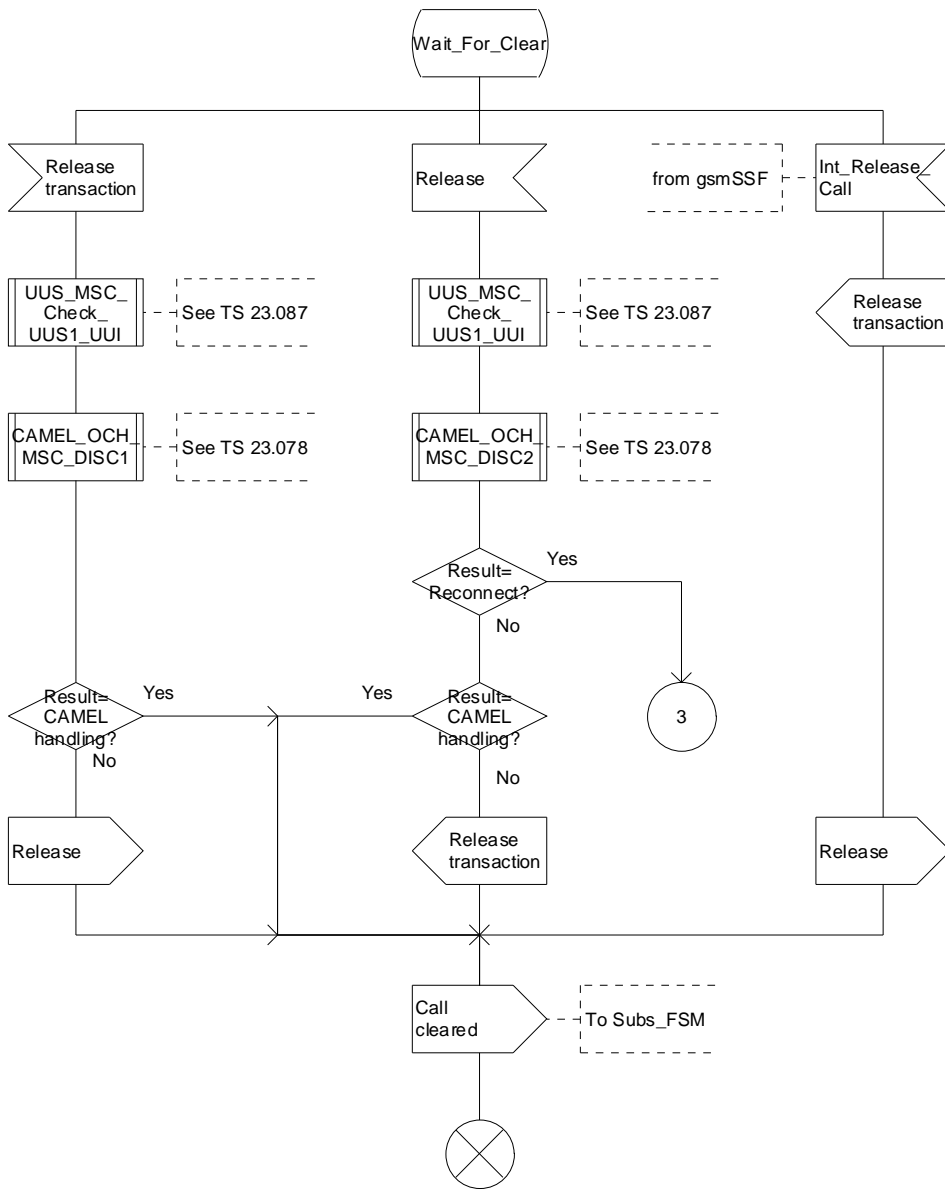 Wait_For_Clear
Release
transaction
Release
from gsmSSF
Int_Release_
Call
UUS_MSC_
Check_
UUS1_UUI
See TS 23.087
UUS_MSC_
Check_
UUS1_UUI
See TS 23.087
Release
transaction
CAMEL_OCH_
MSC_DISC1
See TS 23.078
CAMEL_OCH_
MSC_DISC2
See TS 23.078
Result=
Reconnect?
Yes
No
Result=
CAMEL
handling?
Yes
No
Yes
Result=
CAMEL
handling?
No
3
Release
Release
transaction
Release
Call
cleared
To Subs_FSM